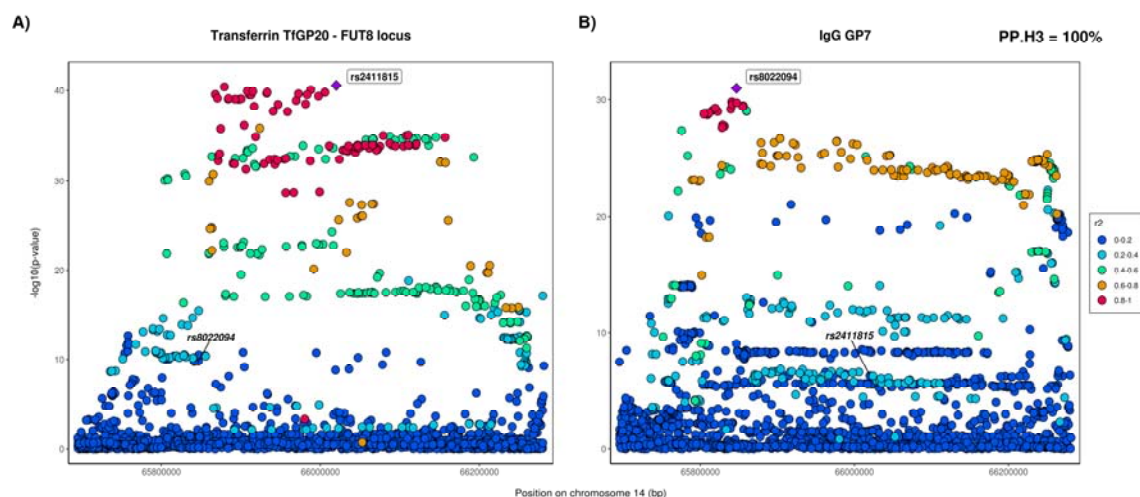 A)
Transferrin TfGP20 - FUT8 locus
B)
IgG GP7
PP.H3 = 100%
rs2411815
rs8022094
40
30
20
10
0
-log10(p-value)
65800000
66000000
66200000
rs8022094
rs2411815
30
20
10
0
65800000
66000000
66200000
r2
0-0.2
0.2-0.4
0.4-0.6
0.6-0.8
0.8-1
Position on chromosome 14 (bp)